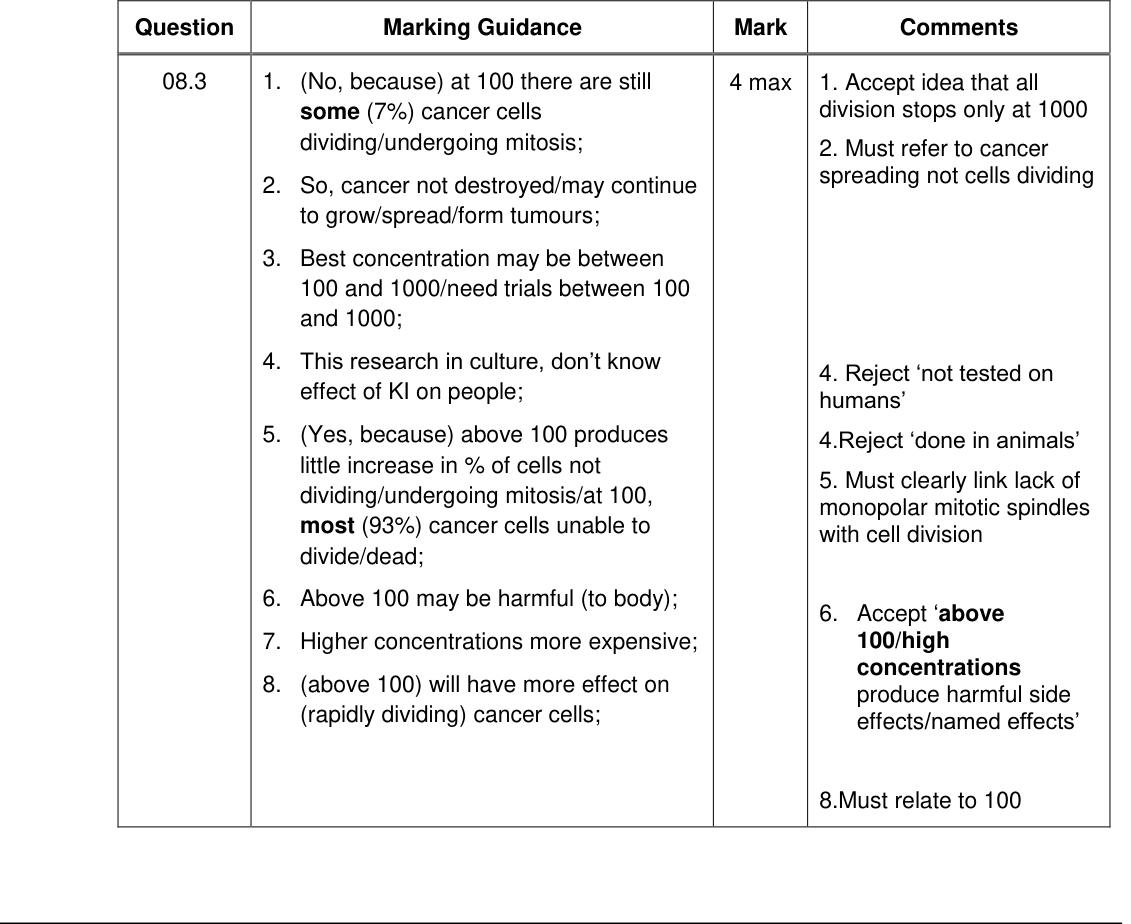 Question Marking Guidance Mark Comments
08.3
1. (No, because) at 100 there are still
some (7%) cancer cells
dividing/undergoing mitosis;
2. So, cancer not destroyed/may continue
to grow/spread/form tumours;
3. Best concentration may be between
100 and 1000/need trials between 100
and 1000;
4. This research in culture, don’t know
effect of KI on people;
5. (Yes, because) above 100 produces
little increase in % of cells not
dividing/undergoing mitosis/at 100,
most (93%) cancer cells unable to
divide/dead;
6. Above 100 may be harmful (to body);
7. Higher concentrations more expensive;
8. (above 100) will have more effect on
(rapidly dividing) cancer cells;
4 max
1. Accept idea that all
division stops only at 1000
2. Must refer to cancer
spreading not cells dividing
4. Reject ‘not tested on
humans’
4.Reject ‘done in animals’
5. Must clearly link lack of
monopolar mitotic spindles
with cell division
6. Accept ‘above
100/high
concentrations
produce harmful side
effects/named effects’
8.Must relate to 100